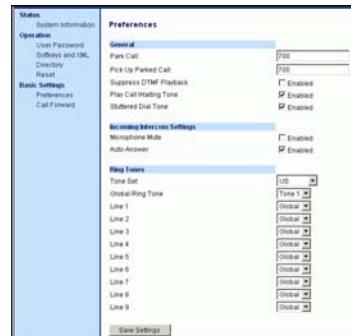 Status
System Information
Operation
User Password
Softkeys and XML
Directory
Reset
Basic Settings
Preferences
Call Forward
Preferences
General
Park Call: 700
Pick Up Parked Call: 700
Suppress DTMF Playback Enabled
Play Call Waiting Tone Enabled
Stuttered Dial Tone Enabled
Incoming Intercom Settings
Microphone Mute Enabled
Auto-Answer Enabled
Ring Tones
Tone Set US
Global Ring Tone Tone 1
Line 1 Global
Line 2 Global
Line 3 Global
Line 4 Global
Line 5 Global
Line 6 Global
Line 7 Global
Line 8 Global
Line 9 Global
Save Settings